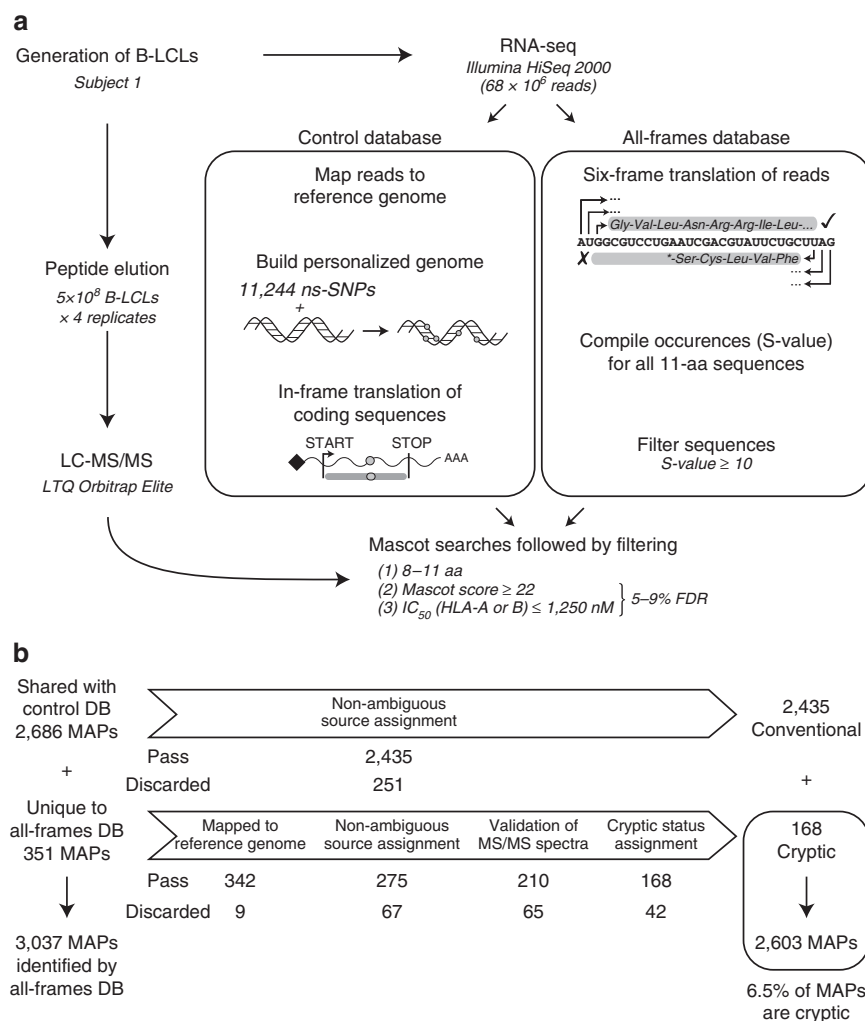 a
Generation of B-LCLs
Subject 1
RNA-seq
Illumina HiSeq 2000
(68 × 10⁶ reads)
Control database
All-frames database
Map reads to
reference genome
Build personalized genome
11,244 ns-SNPs
+
In-frame translation of
coding sequences
START
STOP
AAA
Six-frame translation of reads
...
...
Gly-Val-Leu-Asn-Arg-Arg-Ile-Leu-... ✓
AUGGCGUCCUGAAUCGACGUAUUCUGCUUAG
✗ *-Ser-Cys-Leu-Val-Phe
...
...
Compile occurences (S-value)
for all 11-aa sequences
Filter sequences
S-value ≥ 10
Peptide elution
5×10⁸ B-LCLs
× 4 replicates
LC-MS/MS
LTQ Orbitrap Elite
Mascot searches followed by filtering
(1) 8–11 aa
(2) Mascot score ≥ 22
(3) IC₅₀ (HLA-A or B) ≤ 1,250 nM } 5–9% FDR
b
Shared with
control DB
2,686 MAPs
Non-ambiguous
source assignment
2,435
Conventional
Pass 2,435
Discarded 251
+
+
Unique to
all-frames DB
351 MAPs
Mapped to
reference genome
Non-ambiguous
source assignment
Validation of
MS/MS spectra
Cryptic status
assignment
168
Cryptic
Pass 342 275 210 168
Discarded 9 67 65 42
3,037 MAPs
identified by
all-frames DB
2,603 MAPs
6.5% of MAPs
are cryptic